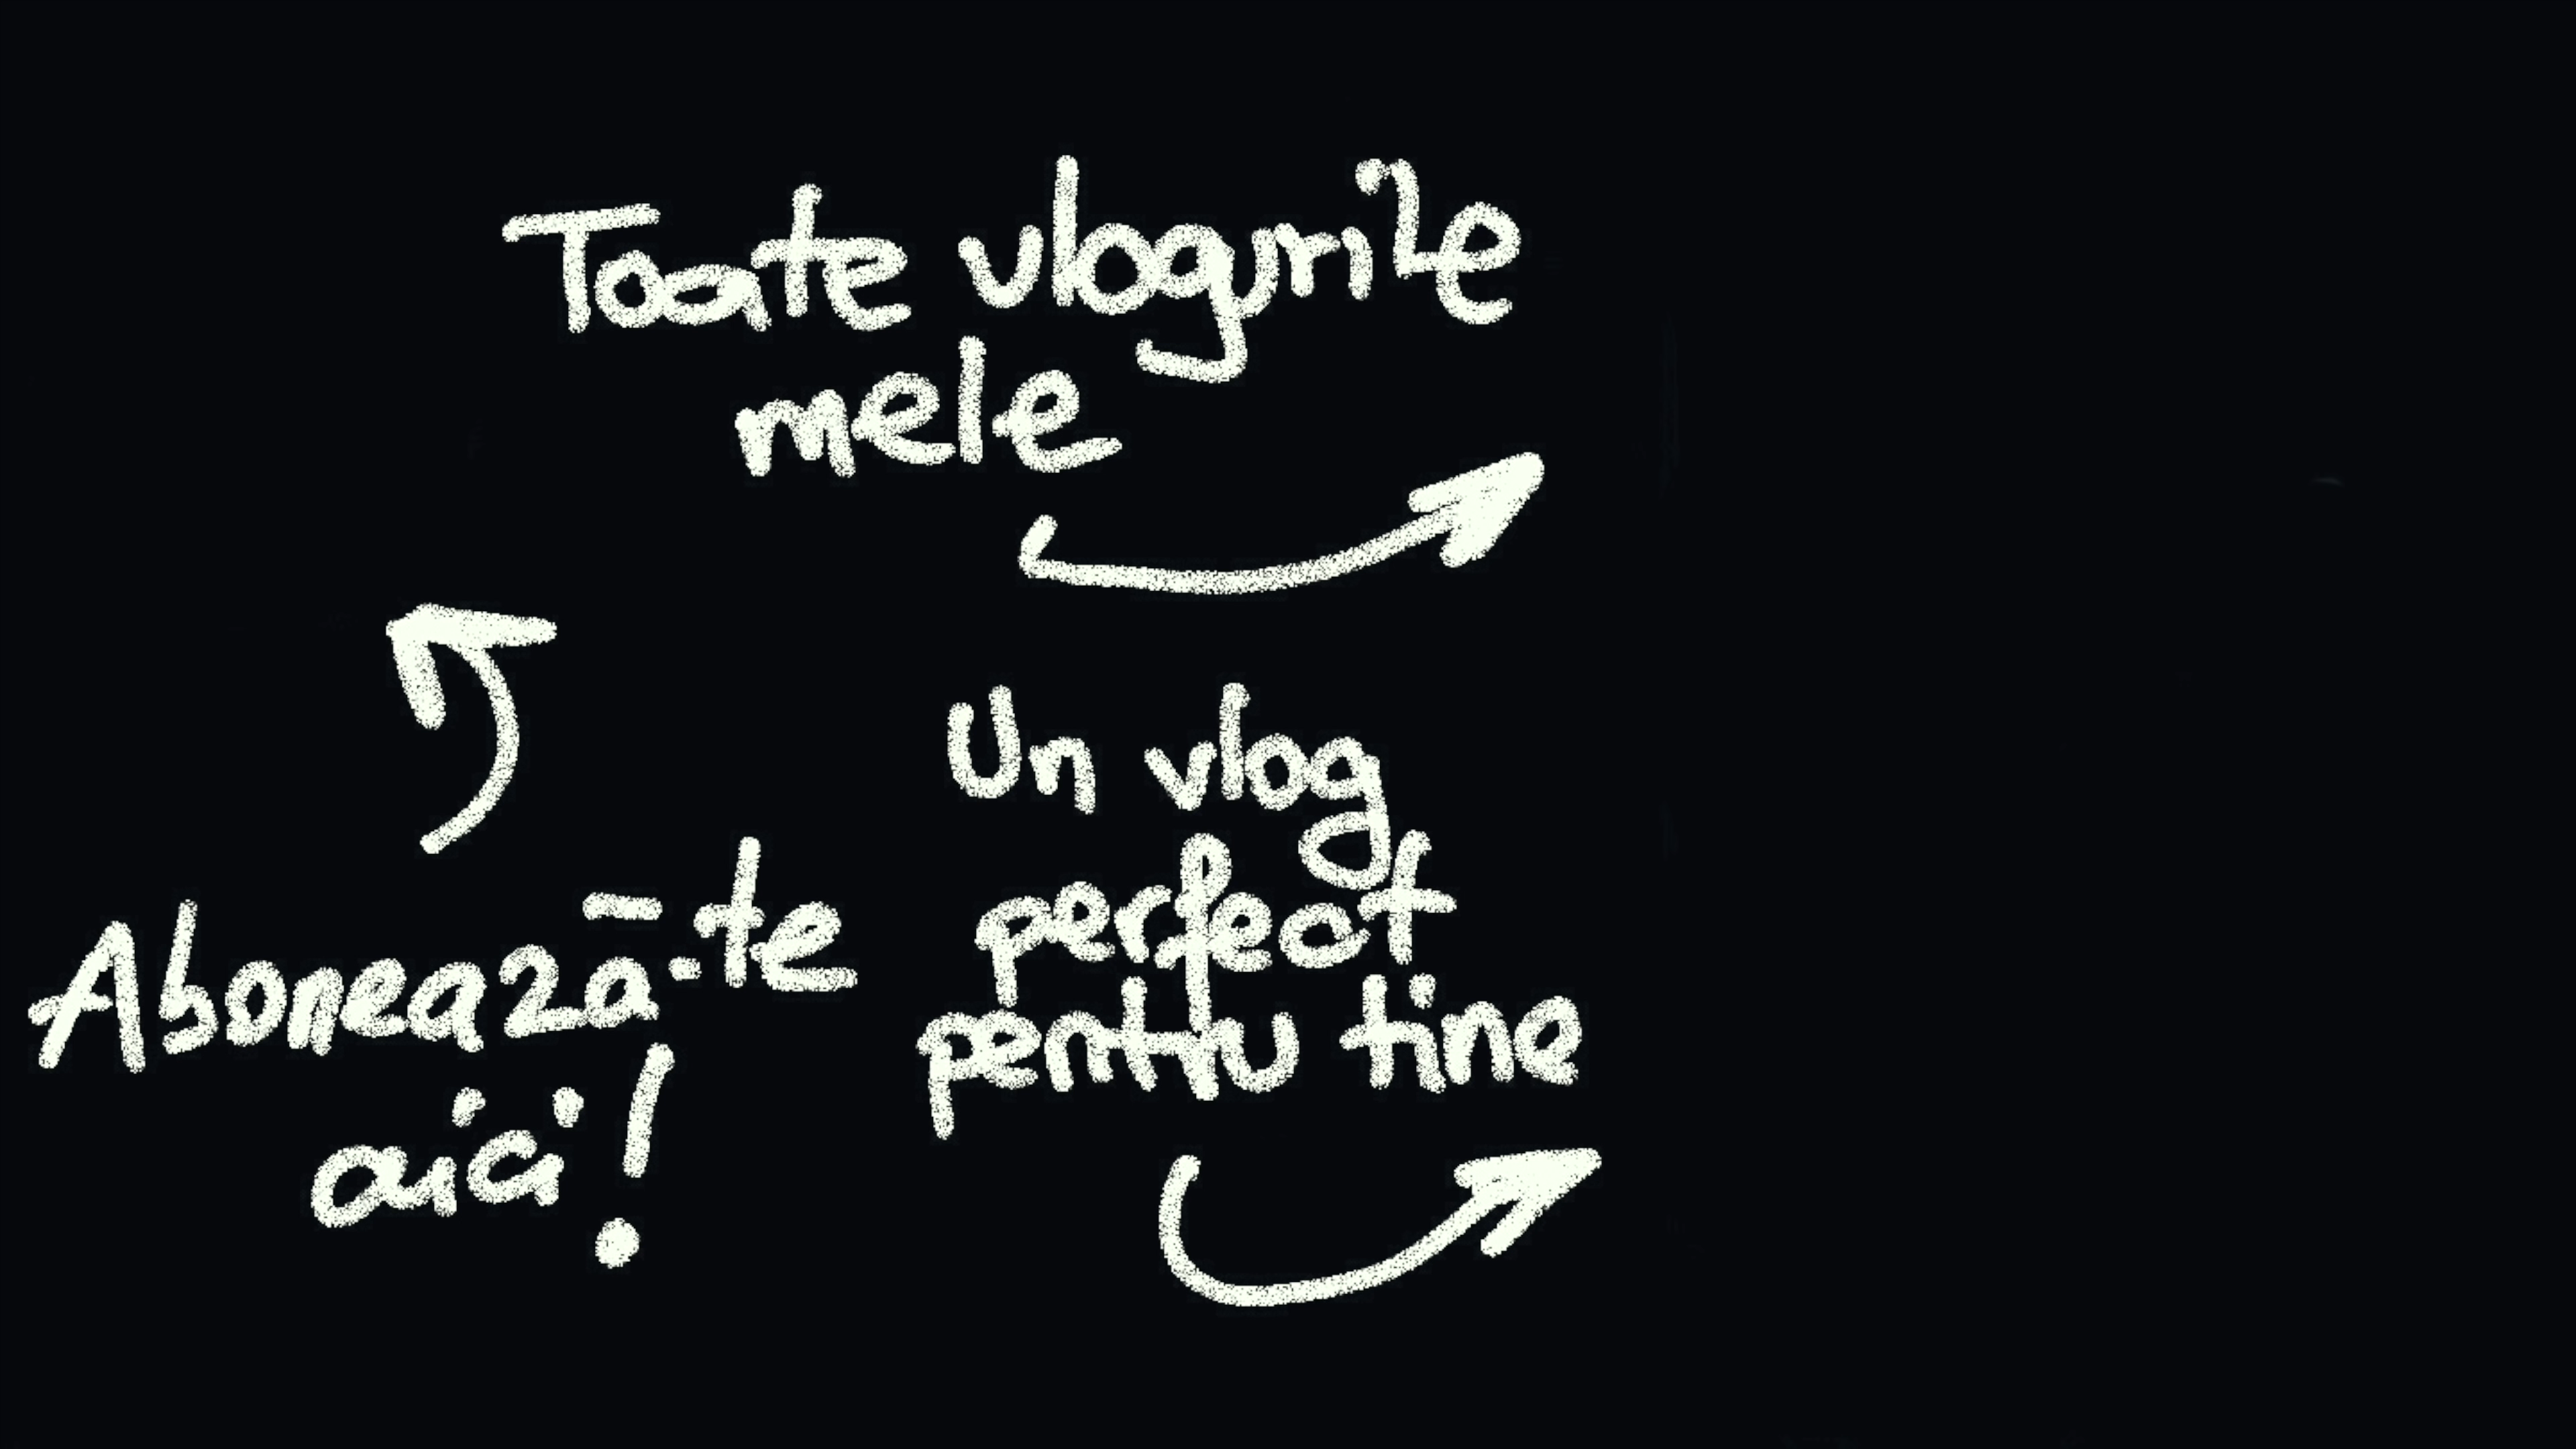 Toate vlogurile
mele
Un vlog
perfect
pentru tine
Abonează-te
aici!